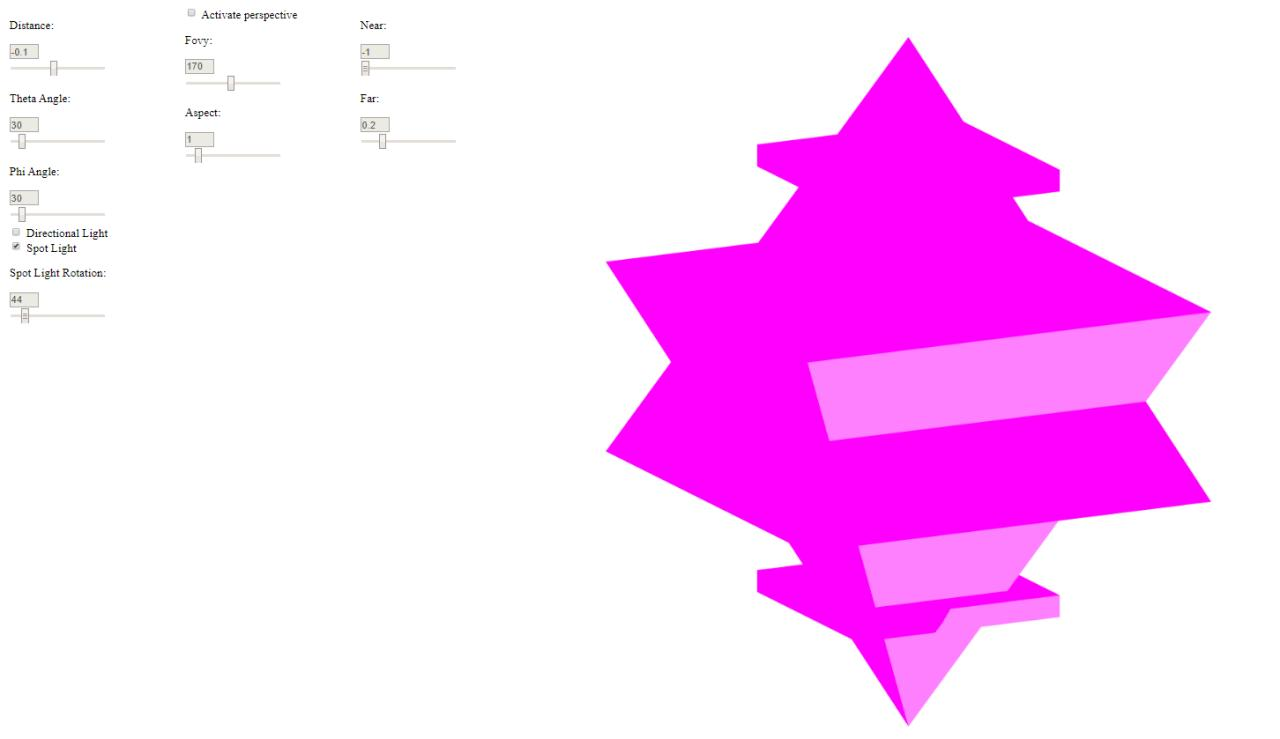 Distance:
-0.1
Theta Angle:
30
Phi Angle:
30
Directional Light
Spot Light
Spot Light Rotation:
44
Activate perspective
Fovy:
170
Aspect:
1
Near:
-1
Far:
0.2